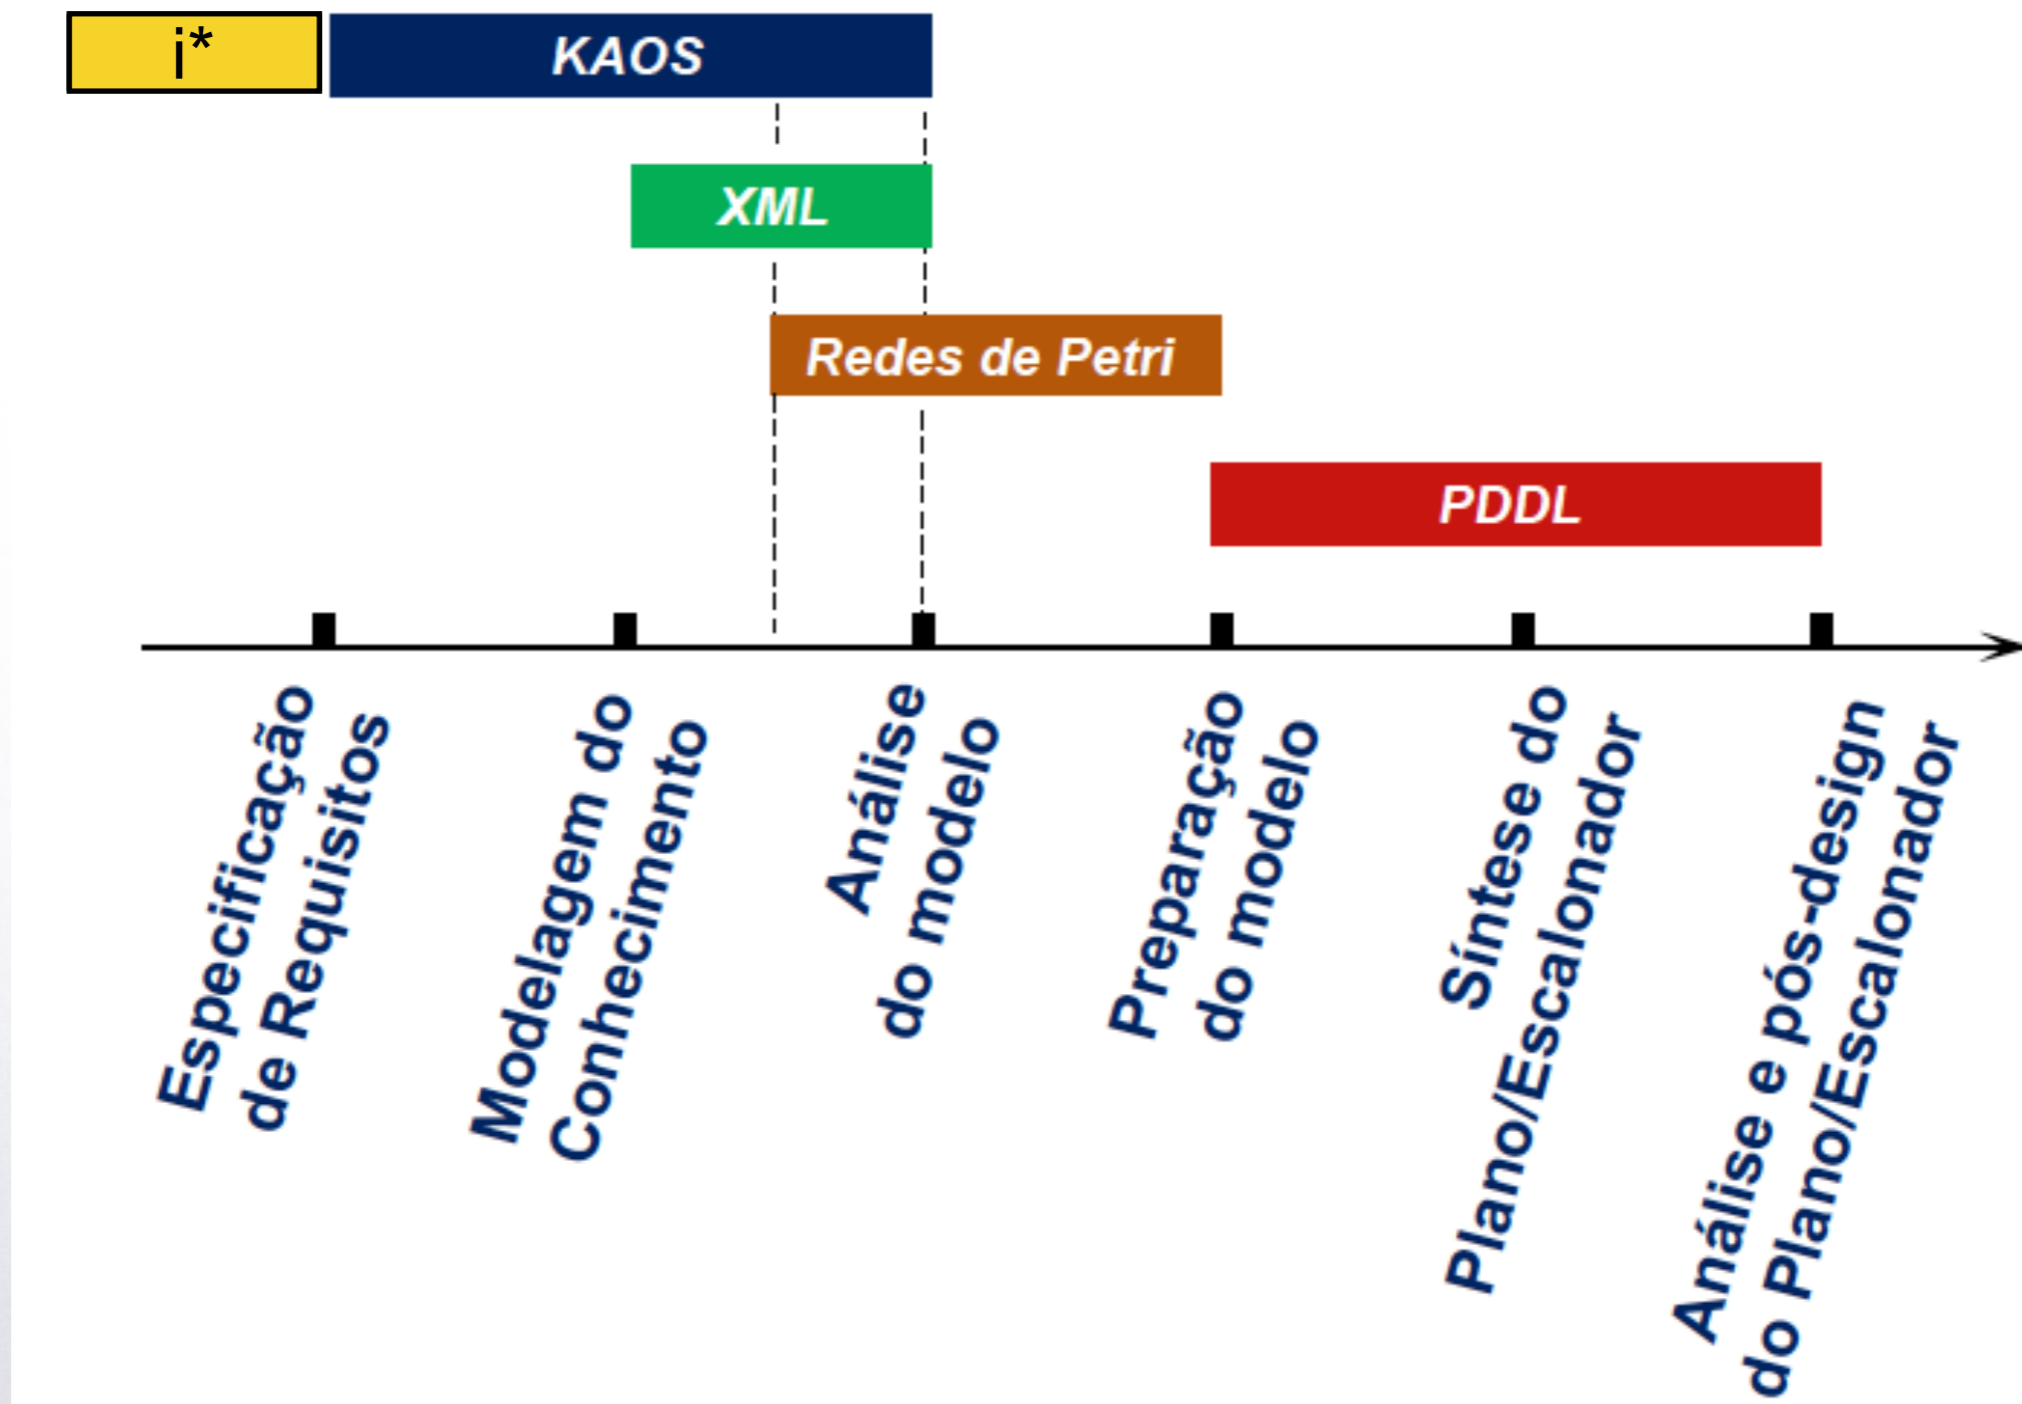 i*
KAOS
XML
Redes de Petri
PDDL
Especificação
de Requisitos
Modelagem do
Conhecimento
Análise
do modelo
Preparação
do modelo
Síntese do
Plano/Escalonador
Análise e pós-design
do Plano/Escalonador